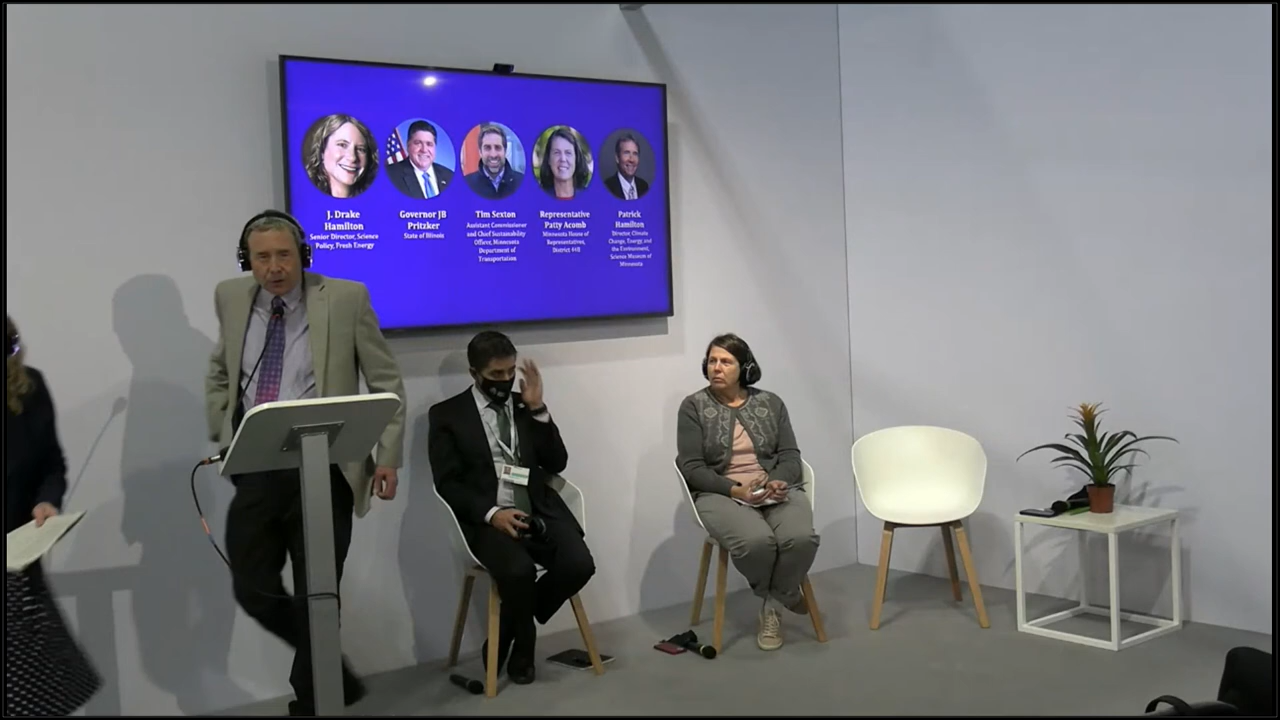 J. Drake
Hamilton
Senior Director, Science
Policy, Fresh Energy
Governor JB
Pritzker
State of Illinois
Tim Sexton
Assistant Commissioner
and Chief Sustainability
Officer, Minnesota
Department of
Transportation
Representative
Patty Acomb
Minnesota House of
Representatives,
District 44B
Patrick
Hamilton
Director, Climate
Change, Energy, and
the Environment,
Science Museum of
Minnesota